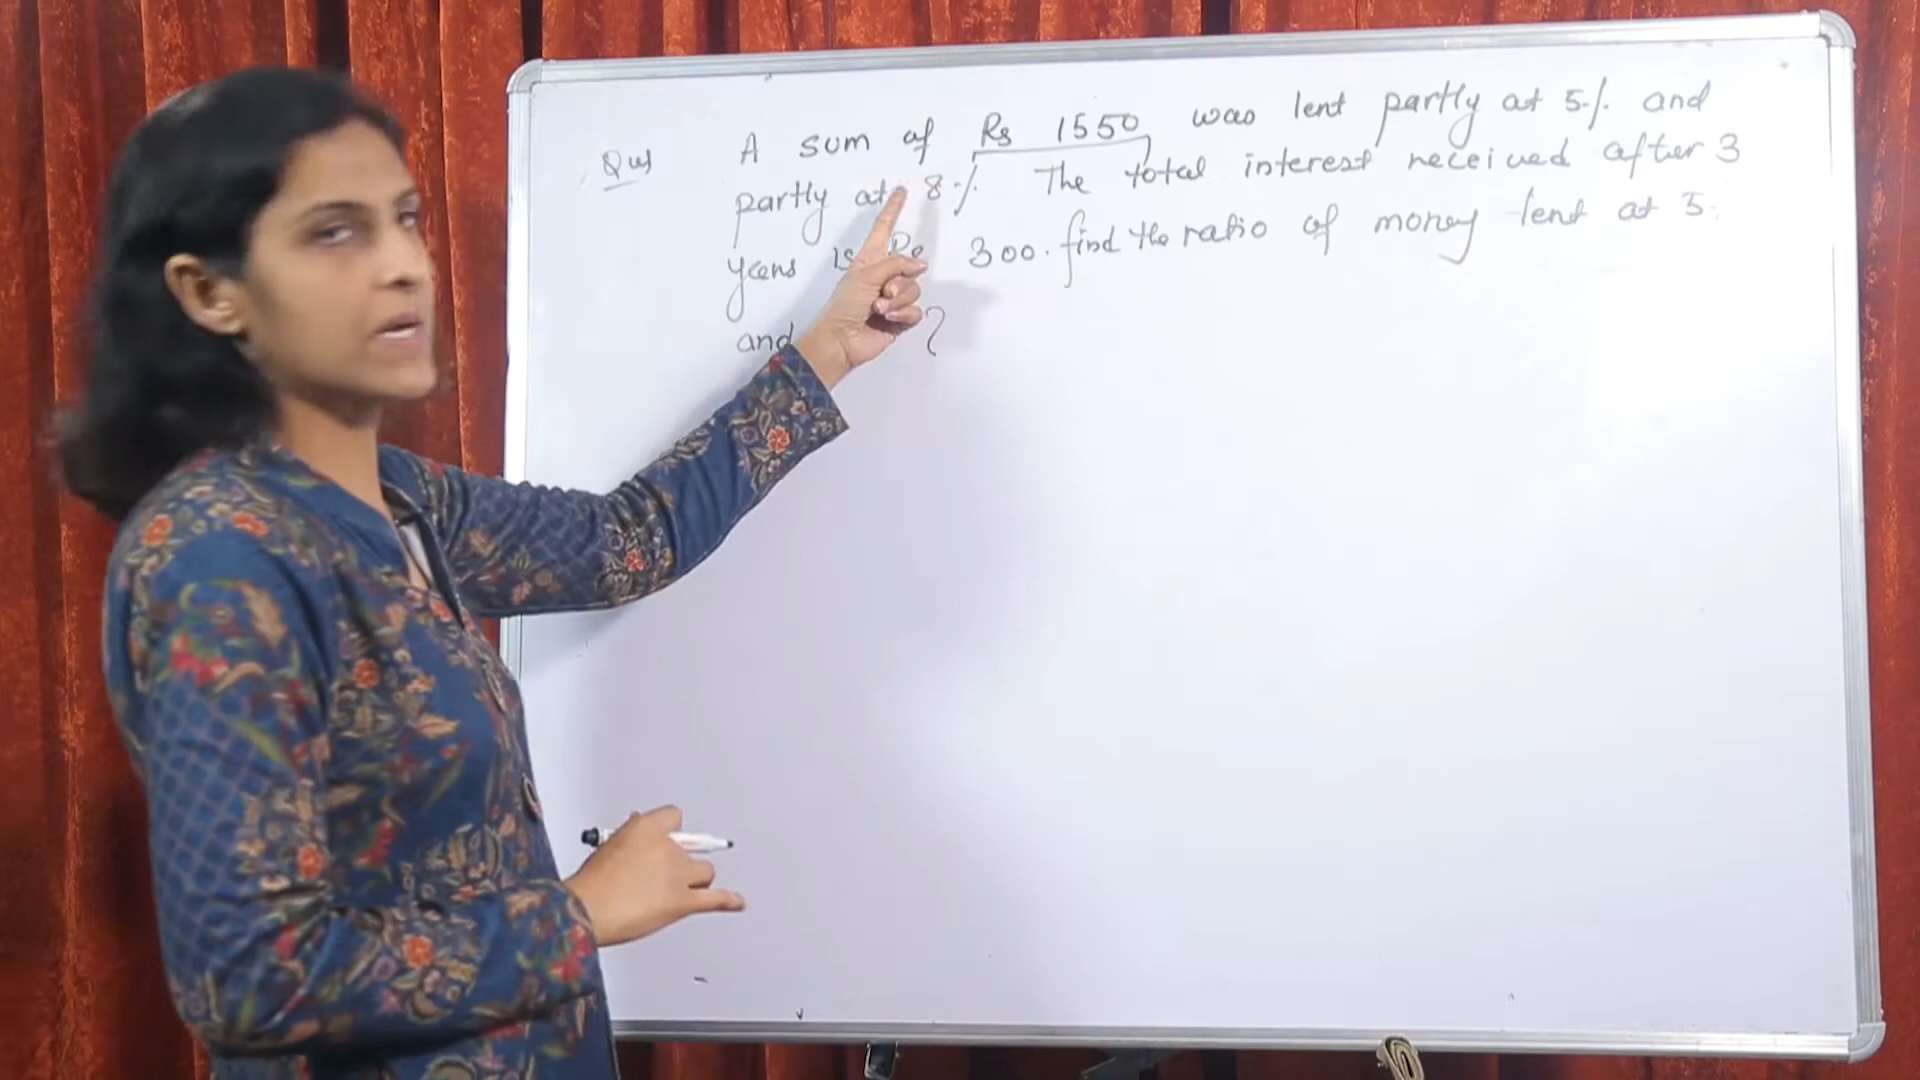 Ques A sum of Rs 1550 was lent partly at 5% and
partly at 8% The total interest received after 3
years is Rs 300. find the ratio of money lent at 5
and ?